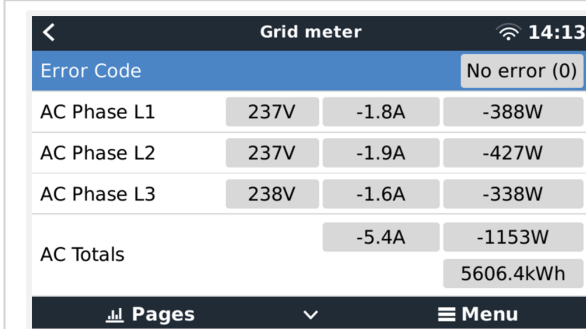 Grid meter 14:13
Error Code No error (0)
AC Phase L1 237V -1.8A -388W
AC Phase L2 237V -1.9A -427W
AC Phase L3 238V -1.6A -338W
AC Totals -5.4A -1153W
5606.4kWh
Pages Menu